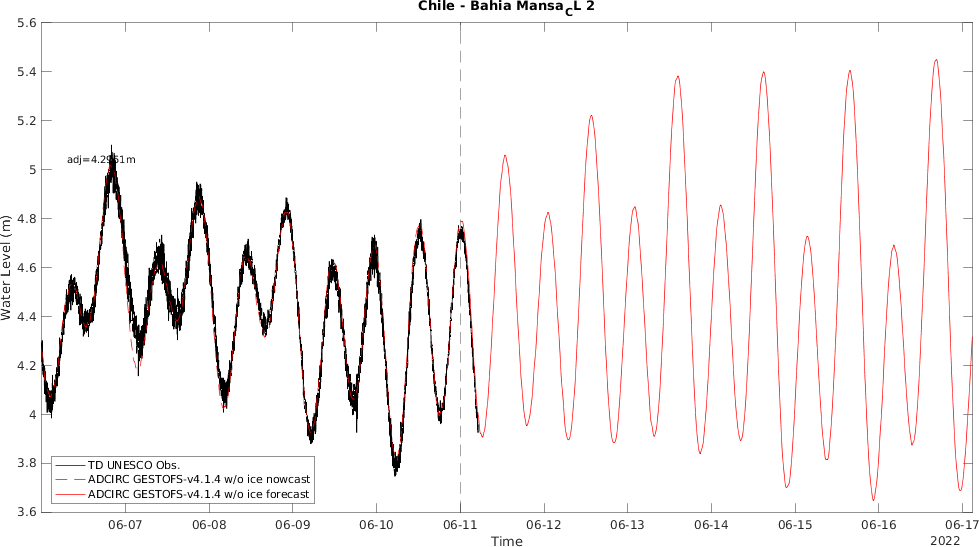 Chile - Bahia MansaCL 2
5.6
5.4
5.2
5
4.8
4.6
4.4
4.2
4
3.8
3.6
Water Level (m)
adj=4.2951m
TD UNESCO Obs.
ADCIRC GESTOFS-v4.1.4 w/o ice nowcast
ADCIRC GESTOFS-v4.1.4 w/o ice forecast
06-07 06-08 06-09 06-10 06-11 06-12 06-13 06-14 06-15 06-16 06-17
Time
2022